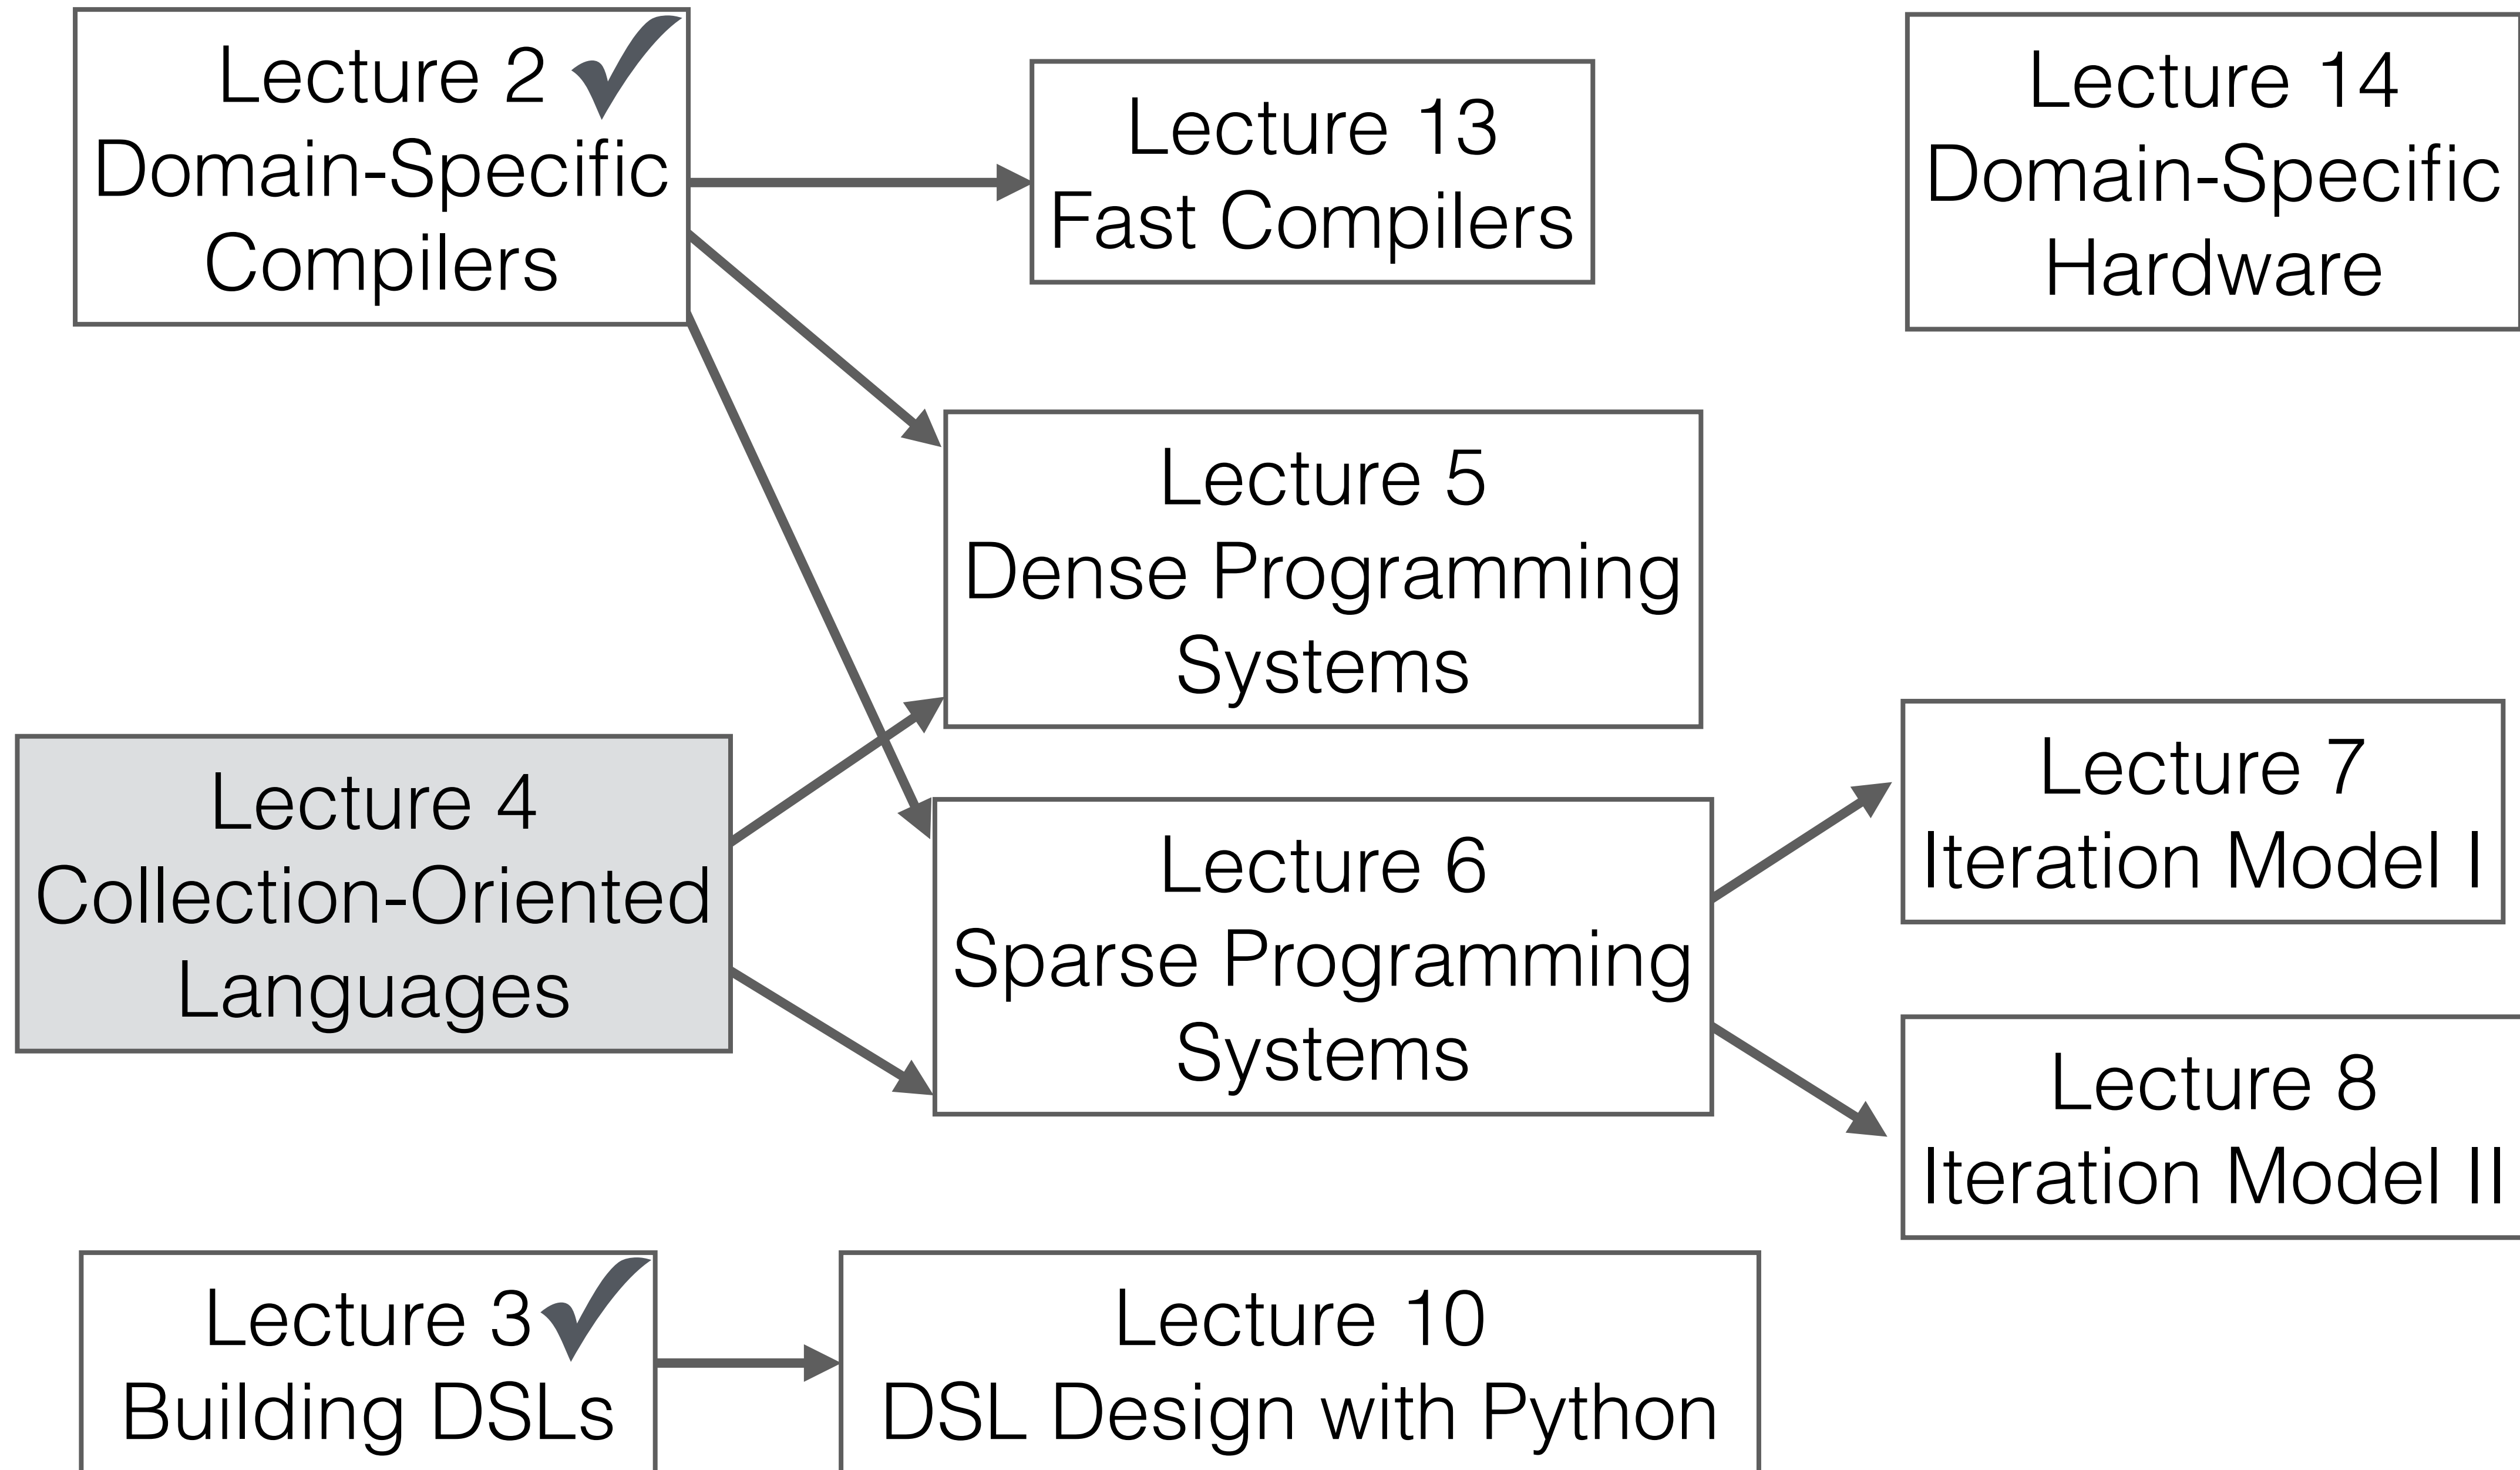 Lecture 2
Domain-Specific
Compilers
Lecture 13
Fast Compilers
Lecture 14
Domain-Specific
Hardware
Lecture 5
Dense Programming
Systems
Lecture 4
Collection-Oriented
Languages
Lecture 6
Sparse Programming
Systems
Lecture 7
Iteration Model I
Lecture 8
Iteration Model II
Lecture 3
Building DSLs
Lecture 10
DSL Design with Python